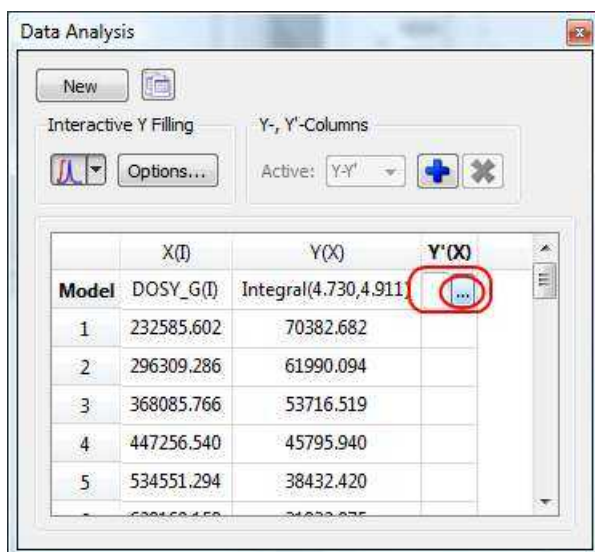 Data Analysis
New
Interactive Y Filling
Y-, Y'-Columns
Options...
Active: Y-Y'
X(I) Y(X) Y'(X)
Model DOSY_G(I) Integral(4.730,4.911) ...
1 232585.602 70382.682
2 296309.286 61990.094
3 368085.766 53716.519
4 447256.540 45795.940
5 534551.294 38432.420